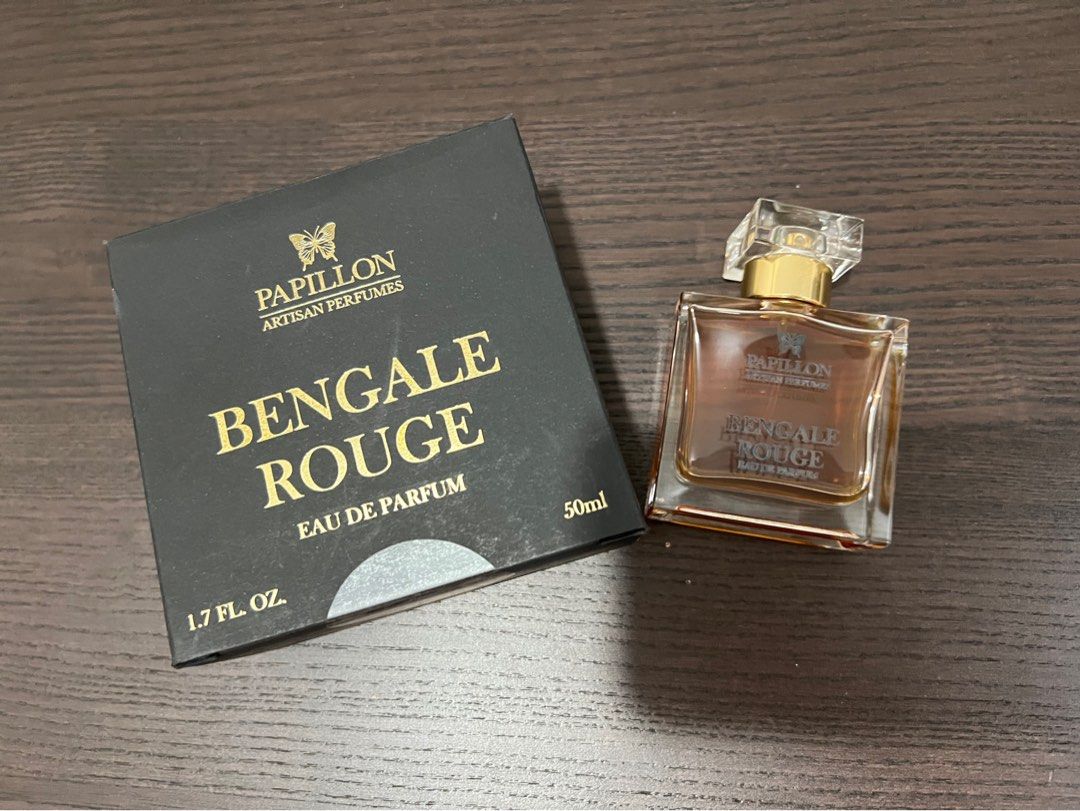 PAPILLON
ARTISAN PERFUMES
BENGALE
ROUGE
EAU DE PARFUM
50ml
1.7 FL. OZ.
PAPILLON
ARTISAN PERFUMES
BENGALE
ROUGE
EAU DE PARFUM